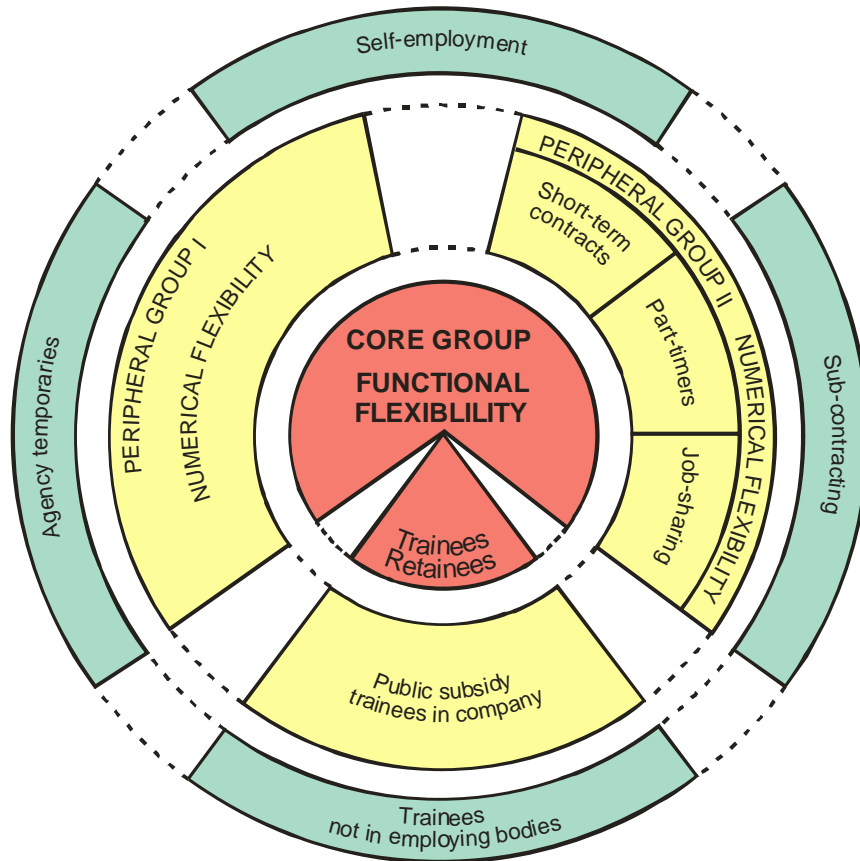 Self-employment
PERIPHERAL GROUP I
NUMERICAL FLEXIBILITY
PERIPHERAL GROUP II NUMERICAL FLEXIBILITY
Short-term
contracts
Part-timers
Job-sharing
CORE GROUP
FUNCTIONAL
FLEXIBLILITY
Trainees
Retainees
Agency temporaries
Sub-contracting
Public subsidy
trainees in company
Trainees
not in employing bodies